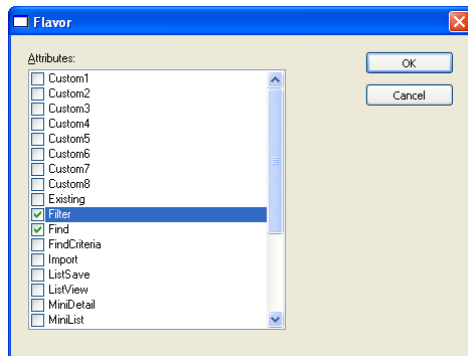 Flavor
Attributes:
OK
Cancel
Custom1
Custom2
Custom3
Custom4
Custom5
Custom6
Custom7
Custom8
Existing
Filter
Find
FindCriteria
Import
ListSave
ListView
MiniDetail
MiniList